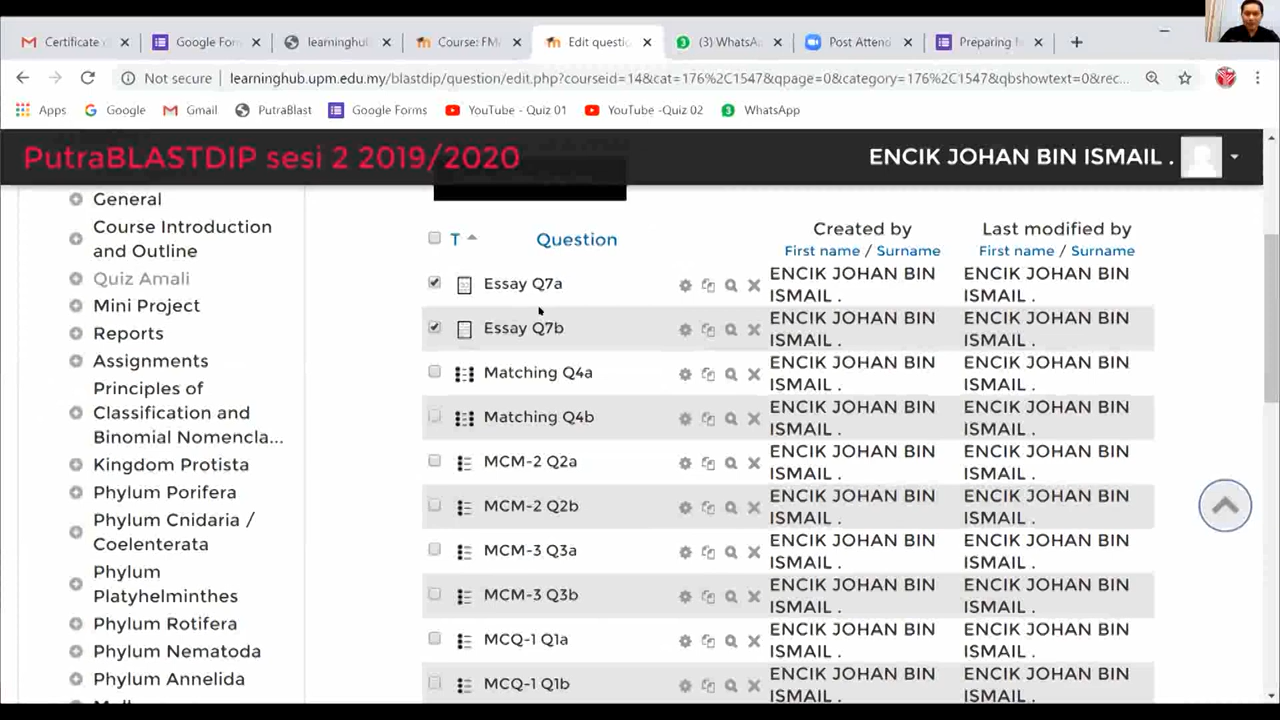 Certificate
Google For
learninghu
Course: FM
Edit questio
(3) WhatsA
Post Attend
Preparing
Not secure
learninghub.upm.edu.my/blastdip/question/edit.php?courseid=14&cat=176%2C1547&qpage=0&category=176%2C1547&qbshowtext=0&rec...
Apps
Google
Gmail
PutraBlast
Google Forms
YouTube - Quiz 01
YouTube -Quiz 02
WhatsApp
PutraBLASTDIP sesi 2 2019/2020
ENCIK JOHAN BIN ISMAIL .
General
Course Introduction
and Outline
Quiz Amali
Mini Project
Reports
Assignments
Principles of
Classification and
Binomial Nomencla...
Kingdom Protista
Phylum Porifera
Phylum Cnidaria /
Coelenterata
Phylum
Platyhelminthes
Phylum Rotifera
Phylum Nematoda
Phylum Annelida
T
Question
Created by
First name / Surname
Last modified by
First name / Surname
Essay Q7a
ENCIK JOHAN BIN
ISMAIL .
ENCIK JOHAN BIN
ISMAIL .
Essay Q7b
ENCIK JOHAN BIN
ISMAIL .
ENCIK JOHAN BIN
ISMAIL .
Matching Q4a
ENCIK JOHAN BIN
ISMAIL .
ENCIK JOHAN BIN
ISMAIL .
Matching Q4b
ENCIK JOHAN BIN
ISMAIL .
ENCIK JOHAN BIN
ISMAIL .
MCM-2 Q2a
ENCIK JOHAN BIN
ISMAIL .
ENCIK JOHAN BIN
ISMAIL .
MCM-2 Q2b
ENCIK JOHAN BIN
ISMAIL .
ENCIK JOHAN BIN
ISMAIL .
MCM-3 Q3a
ENCIK JOHAN BIN
ISMAIL .
ENCIK JOHAN BIN
ISMAIL .
MCM-3 Q3b
ENCIK JOHAN BIN
ISMAIL .
ENCIK JOHAN BIN
ISMAIL .
MCQ-1 Q1a
ENCIK JOHAN BIN
ISMAIL .
ENCIK JOHAN BIN
ISMAIL .
MCQ-1 Q1b
ENCIK JOHAN BIN
ISMAIL .
ENCIK JOHAN BIN
ISMAIL .